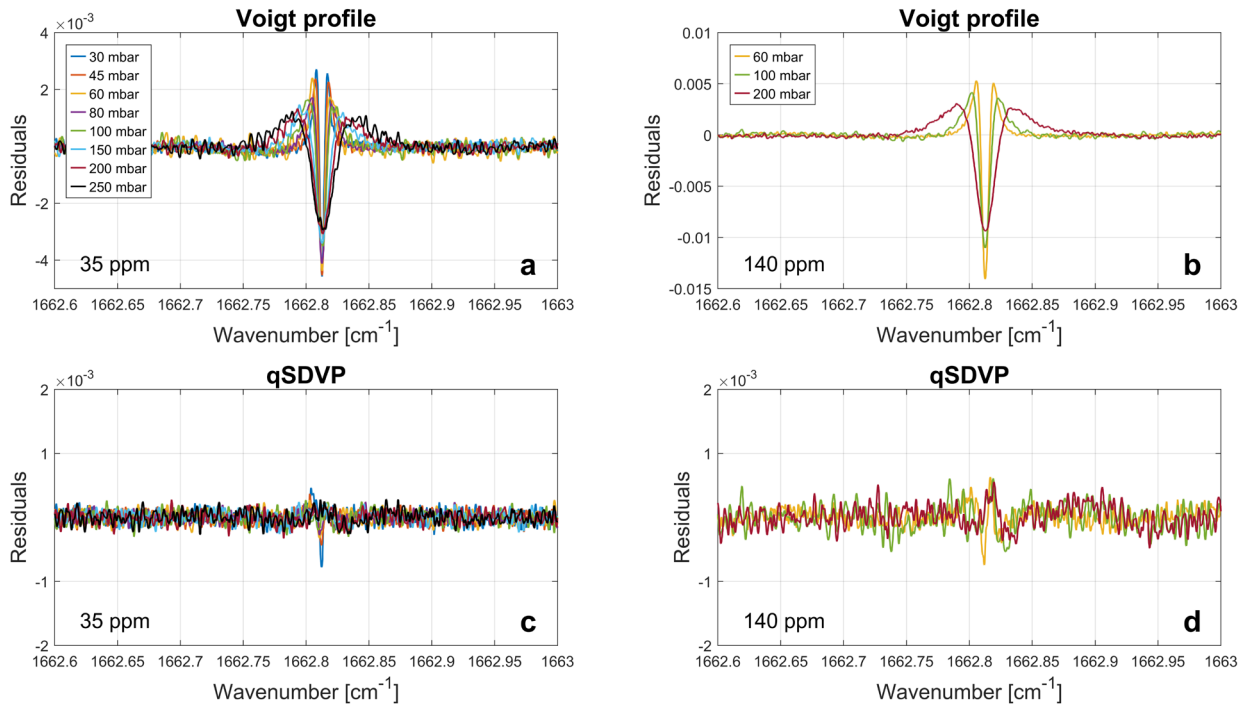 Voigt profile
×10⁻³
4
2
0
-2
-4
Residuals
30 mbar
45 mbar
60 mbar
80 mbar
100 mbar
150 mbar
200 mbar
250 mbar
35 ppm
a
1662.6 1662.65 1662.7 1662.75 1662.8 1662.85 1662.9 1662.95 1663
Wavenumber [cm⁻¹]
Voigt profile
0.01
0.005
0
-0.005
-0.01
-0.015
Residuals
60 mbar
100 mbar
200 mbar
140 ppm
b
1662.6 1662.65 1662.7 1662.75 1662.8 1662.85 1662.9 1662.95 1663
Wavenumber [cm⁻¹]
qSDVP
×10⁻³
2
1
0
-1
-2
Residuals
35 ppm
c
1662.6 1662.65 1662.7 1662.75 1662.8 1662.85 1662.9 1662.95 1663
Wavenumber [cm⁻¹]
qSDVP
×10⁻³
2
1
0
-1
-2
Residuals
140 ppm
d
1662.6 1662.65 1662.7 1662.75 1662.8 1662.85 1662.9 1662.95 1663
Wavenumber [cm⁻¹]